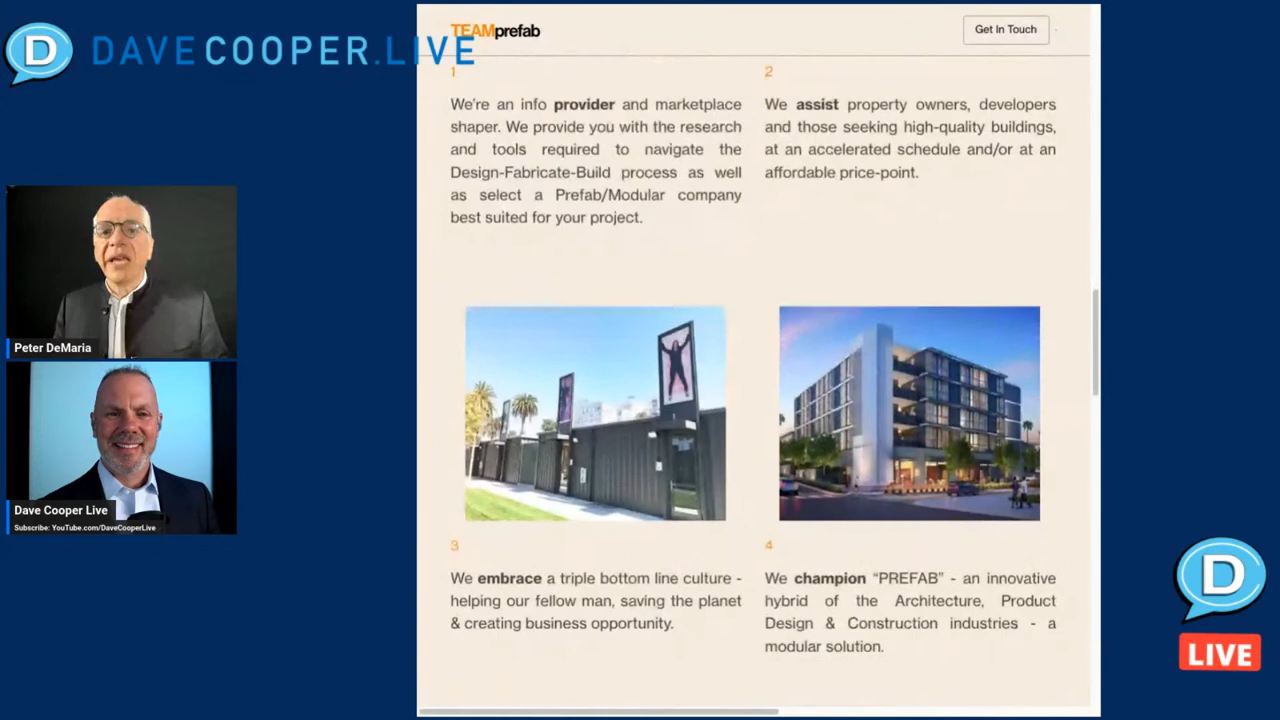 DAVECOOPER.LIVE
TEAMprefab
Get In Touch
1
We're an info provider and marketplace
shaper. We provide you with the research
and tools required to navigate the
Design-Fabricate-Build process as well
as select a Prefab/Modular company
best suited for your project.
2
We assist property owners, developers
and those seeking high-quality buildings,
at an accelerated schedule and/or at an
affordable price-point.
Peter DeMaria
Dave Cooper Live
Subscribe: YouTube.com/DaveCooperLive
3
We embrace a triple bottom line culture -
helping our fellow man, saving the planet
& creating business opportunity.
4
We champion “PREFAB” - an innovative
hybrid of the Architecture, Product
Design & Construction industries - a
modular solution.
D
D
LIVE